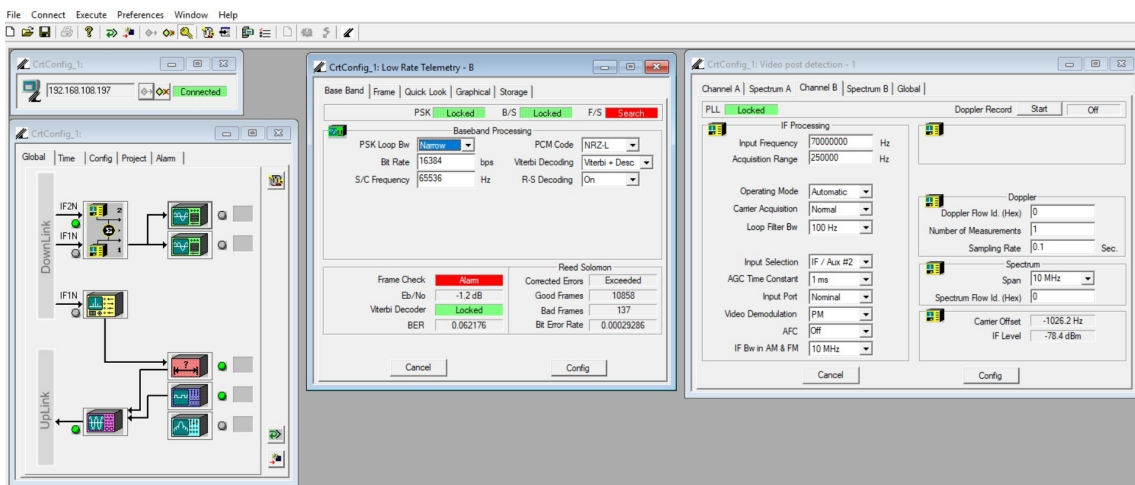 File Connect Execute Preferences Window Help
CrtConfig_1:
192.168.108.197 Connected
CrtConfig_1:
Global Time Config Project Alarm
DownLink
IF2N
IF1N
2
1
IF1N
?
UpLink
CrtConfig_1: Low Rate Telemetry - B
Base Band Frame Quick Look Graphical Storage
PSK Locked B/S Locked F/S Search
Baseband Processing
PSK Loop Bw Narrow PCM Code NRZ-L
Bit Rate 16384 bps Viterbi Decoding Viterbi + Desc
S/C Frequency 65536 Hz R-S Decoding On
Reed Solomon
Frame Check Alarm Corrected Errors Exceeded
Eb/No -1.2 dB Good Frames 10858
Viterbi Decoder Locked Bad Frames 137
BER 0.062176 Bit Error Rate 0.00029286
Cancel Config
CrtConfig_1: Video post detection - 1
Channel A Spectrum A Channel B Spectrum B Global
PLL Locked Doppler Record Start Off
IF Processing
Input Frequency 70000000 Hz
Acquisition Range 250000 Hz
Operating Mode Automatic
Carrier Acquisition Normal
Loop Filter Bw 100 Hz
Input Selection IF / Aux #2
AGC Time Constant 1 ms
Input Port Nominal
Video Demodulation PM
AFC Off
IF Bw in AM & FM 10 MHz
Doppler
Doppler Flow Id. (Hex) 0
Number of Measurements 1
Sampling Rate 0.1 Sec.
Spectrum
Span 10 MHz
Spectrum Flow Id. (Hex) 0
Carrier Offset -1026.2 Hz
IF Level -78.4 dBm
Cancel Config